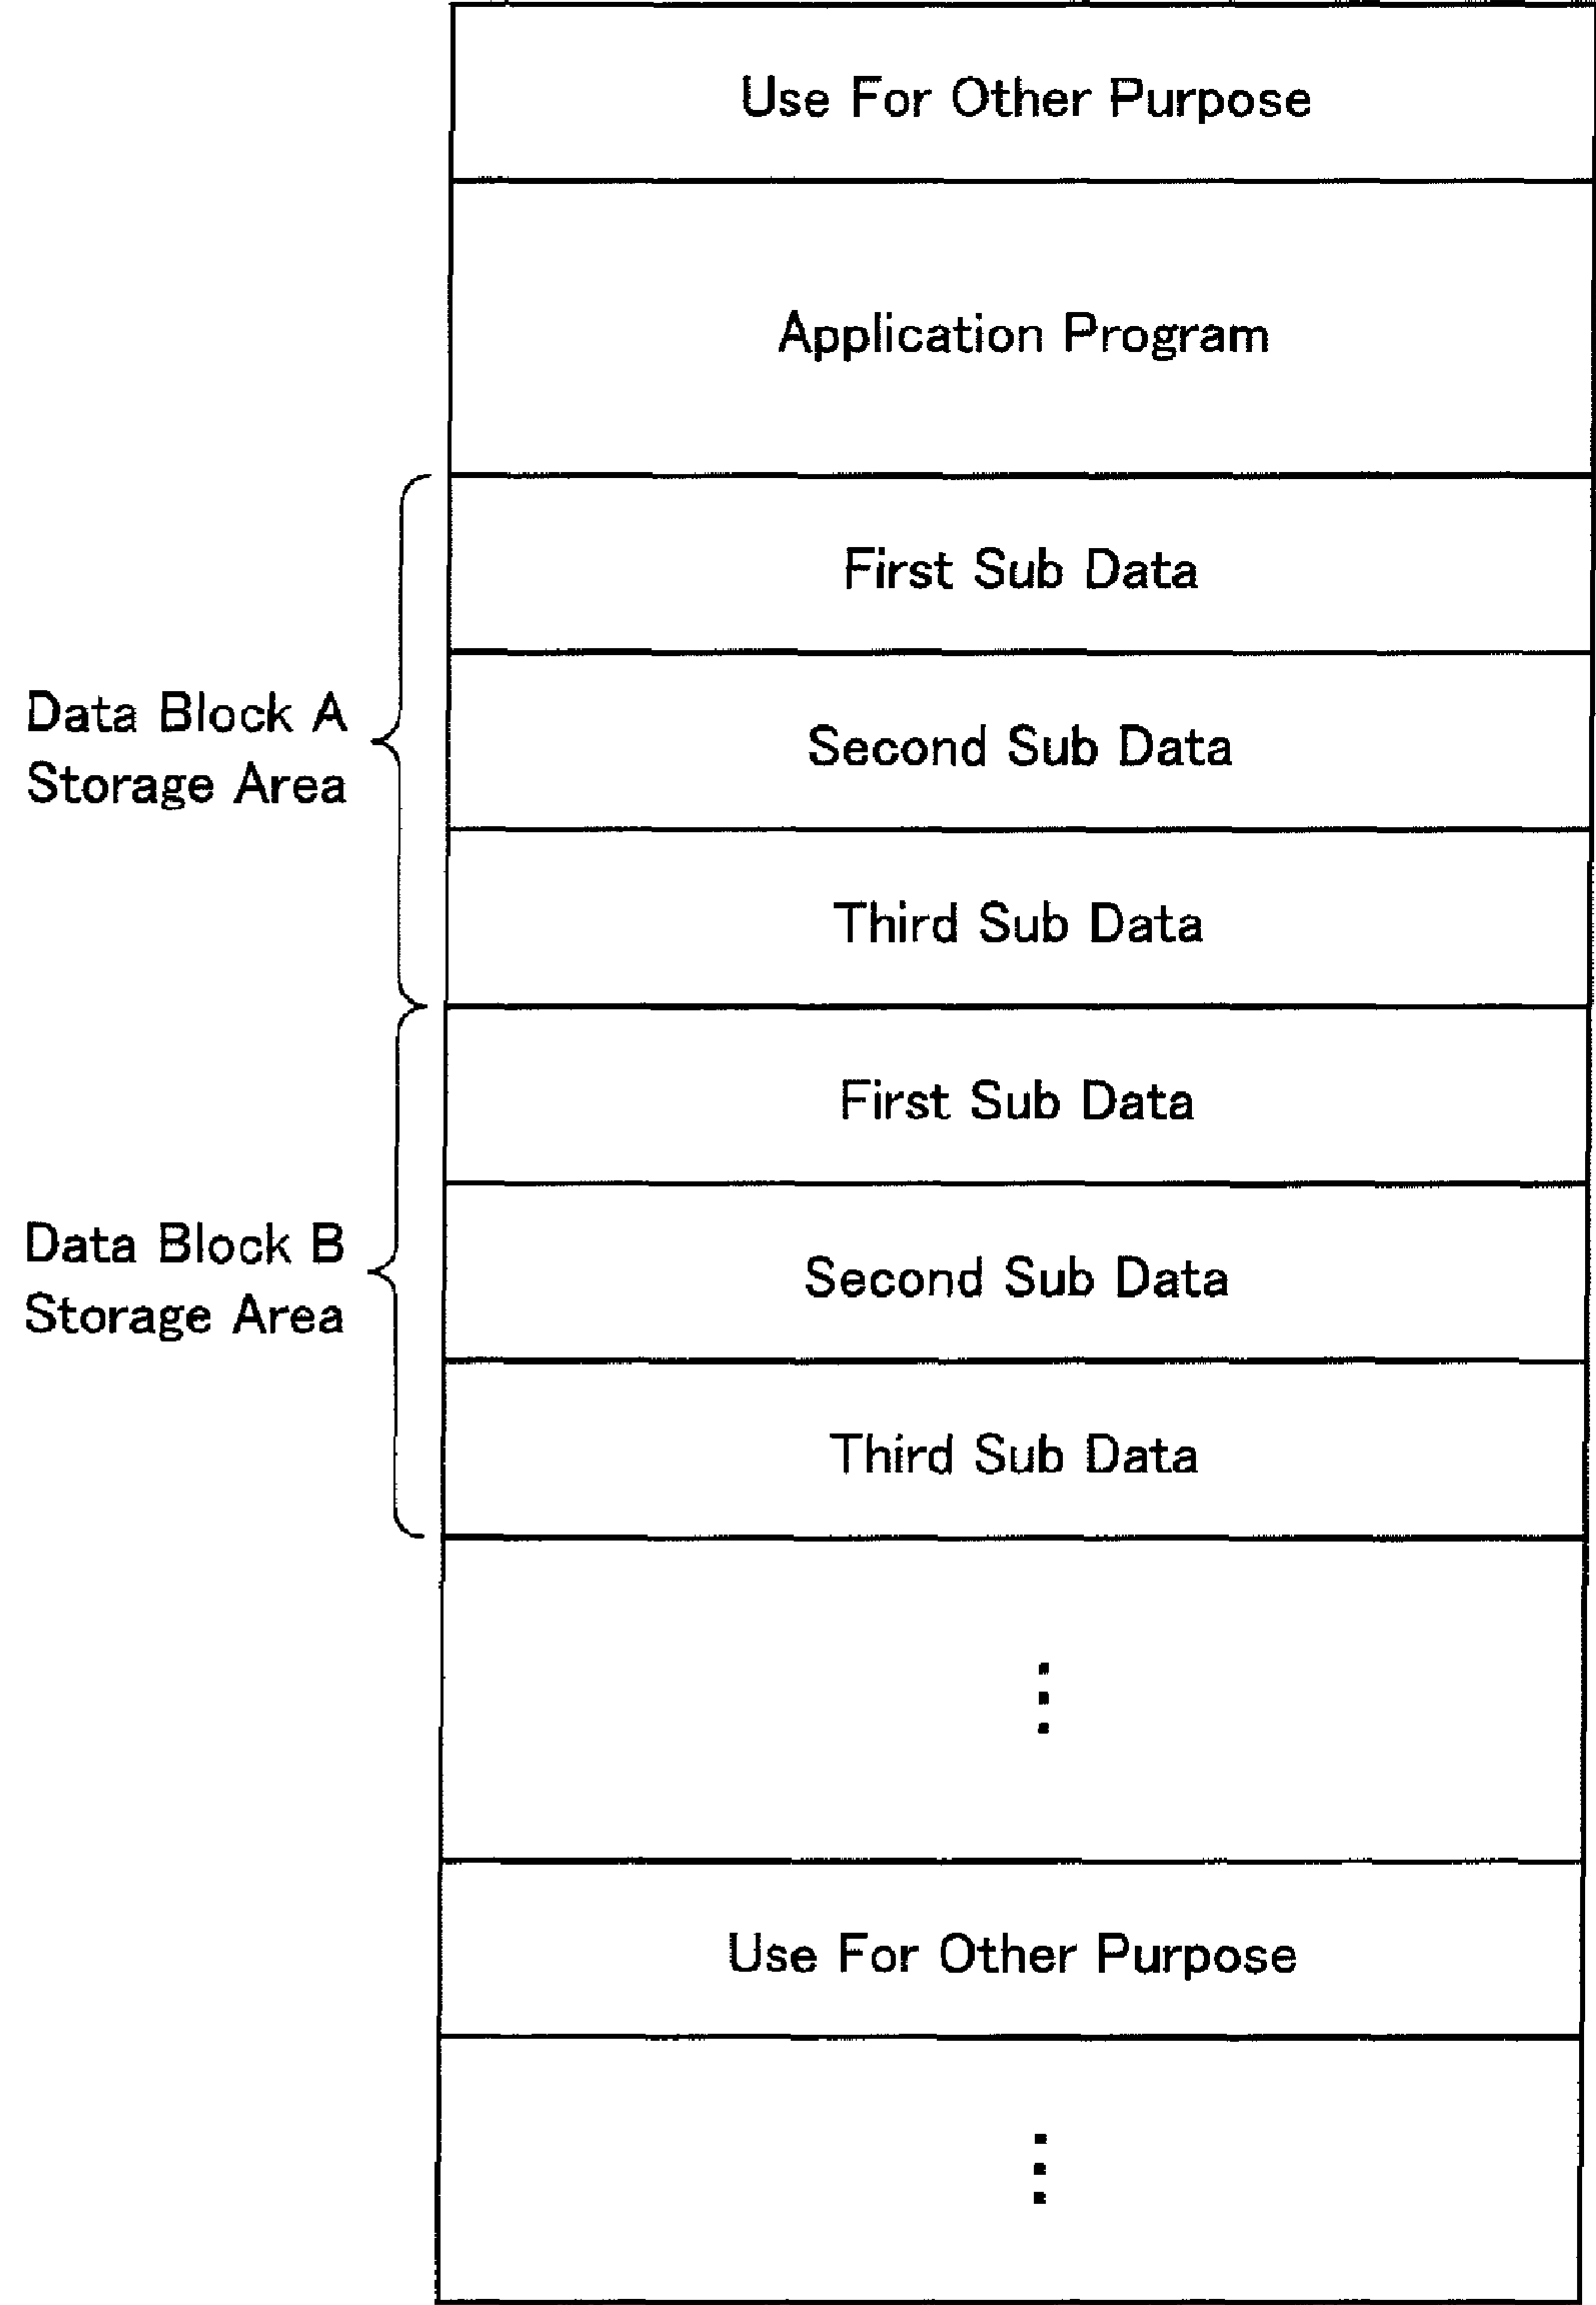 Use For Other Purpose
Application Program
Data Block A
Storage Area
First Sub Data
Second Sub Data
Third Sub Data
Data Block B
Storage Area
First Sub Data
Second Sub Data
Third Sub Data
⋮
Use For Other Purpose
⋮